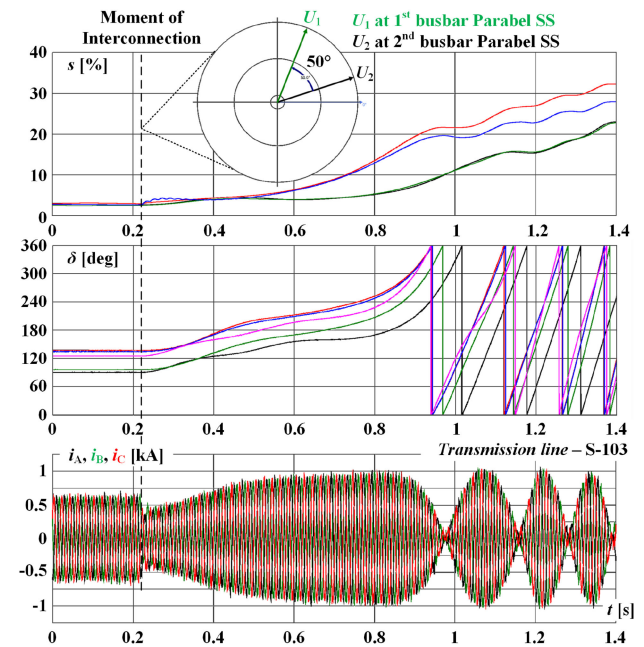 Moment of
Interconnection
U₁
U₁ at 1ˢᵗ busbar Parabel SS
U₂ at 2ⁿᵈ busbar Parabel SS
50°
U₂
s [%]
40
30
20
10
0
0 0.2 0.4 0.6 0.8 1 1.2 1.4
δ [deg]
360
300
240
180
120
60
0
0 0.2 0.4 0.6 0.8 1 1.2 1.4
Transmission line – S-103
iA, iB, iC [kA]
1
0.5
0
-0.5
-1
t [s]
0 0.2 0.4 0.6 0.8 1 1.2 1.4